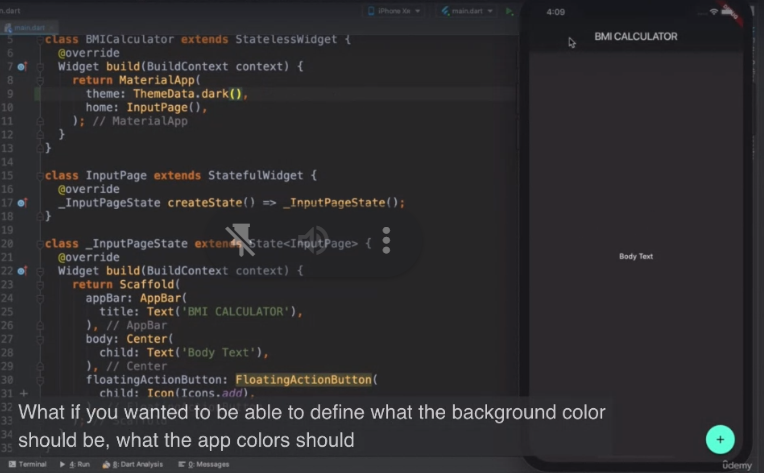 n.dart
iPhone Xʀ
main.dart
main.dart
5 class BMICalculator extends StatelessWidget {
6 @override
7 Widget build(BuildContext context) {
8 return MaterialApp(
9 theme: ThemeData.dark(),
10 home: InputPage(),
11 ); // MaterialApp
12 }
13 }
14
15 class InputPage extends StatefulWidget {
16 @override
17 _InputPageState createState() => _InputPageState();
18 }
19
20 class _InputPageState extends State<InputPage> {
21 @override
22 Widget build(BuildContext context) {
23 return Scaffold(
24 appBar: AppBar(
25 title: Text('BMI CALCULATOR'),
26 ), // AppBar
27 body: Center(
28 child: Text('Body Text'),
29 ), // Center
30 floatingActionButton: FloatingActionButton(
31 child: Icon(Icons.add),
4:09
BMI CALCULATOR
Body Text
+
What if you wanted to be able to define what the background color
should be, what the app colors should
Terminal 4: Run Dart Analysis 0: Messages
ûdemy